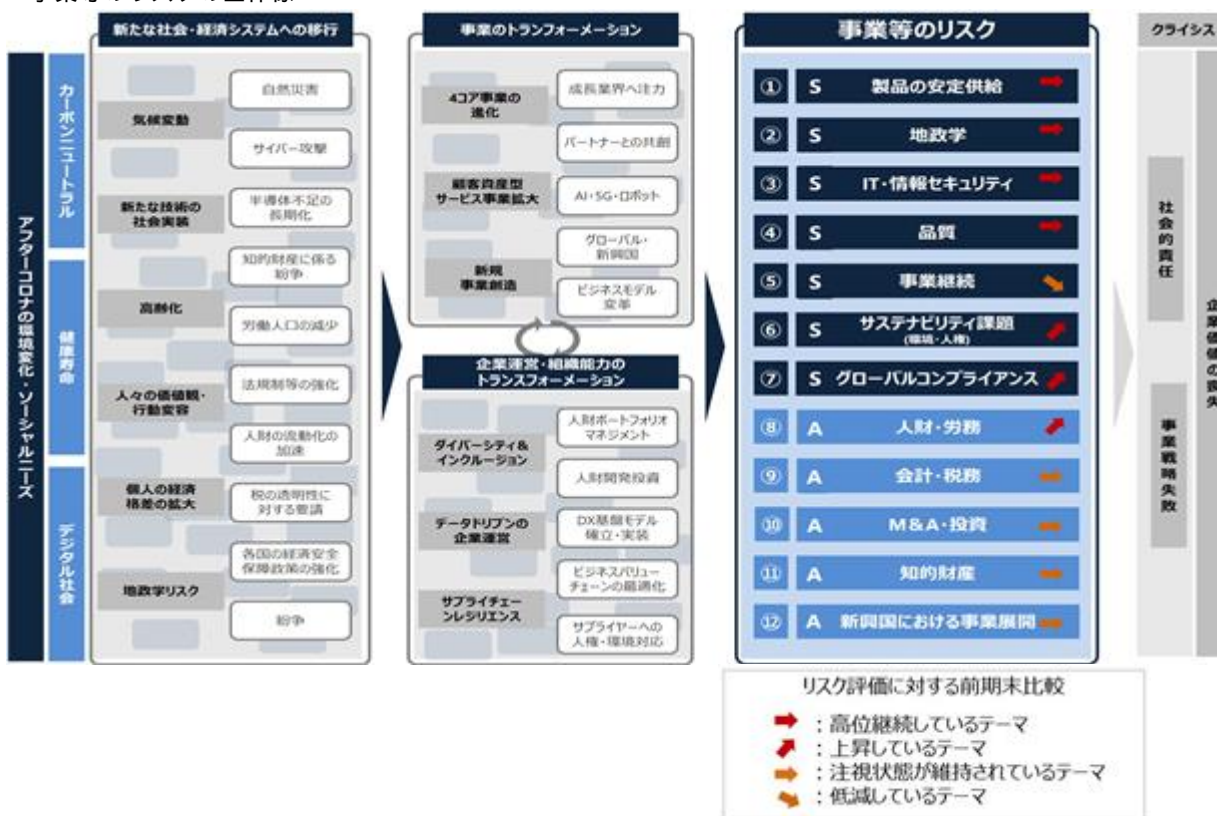 新たな社会・経済システムへの移行
アフターコロナの環境変化・ソーシャルニーズ
カーボンニュートラル
健康寿命
デジタル社会
気候変動
新たな技術の
社会実装
高齢化
人々の価値観・
行動変容
個人の経済
格差の拡大
地政学リスク
自然災害
サイバー攻撃
半導体不足の
長期化
知的財産に係る
紛争
労働人口の減少
法規制等の強化
人財の流動化の
加速
税の透明性に
対する要請
各国の経済安全
保障政策の強化
紛争
事業のトランスフォーメーション
4コア事業の
進化
顧客資産型
サービス事業拡大
新規
事業創造
成長業界へ注力
パートナーとの共創
AI・5G・ロボット
グローバル・
新興国
ビジネスモデル
変革
企業運営・組織能力の
トランスフォーメーション
ダイバーシティ&
インクルージョン
データドリブンの
企業運営
サプライチェー
ンレジリエンス
人財ポートフォリオ
マネジメント
人財開発投資
DX基盤モデル
確立・実装
ビジネスバリュー
チェーンの最適化
サプライヤーへの
人権・環境対応
事業等のリスク
① S 製品の安定供給
② S 地政学
③ S IT・情報セキュリティ
④ S 品質
⑤ S 事業継続
⑥ S サステナビリティ課題
(環境・人権)
⑦ S グローバルコンプライアンス
⑧ A 人財・労務
⑨ A 会計・税務
⑩ A M&A・投資
⑪ A 知的財産
⑫ A 新興国における事業展開
クライシス
社会的責任
事業戦略失敗
企業価値の喪失
リスク評価に対する前期末比較
➡ : 高位継続しているテーマ
: 上昇しているテーマ
➡ : 注視状態が維持されているテーマ
: 低減しているテーマ